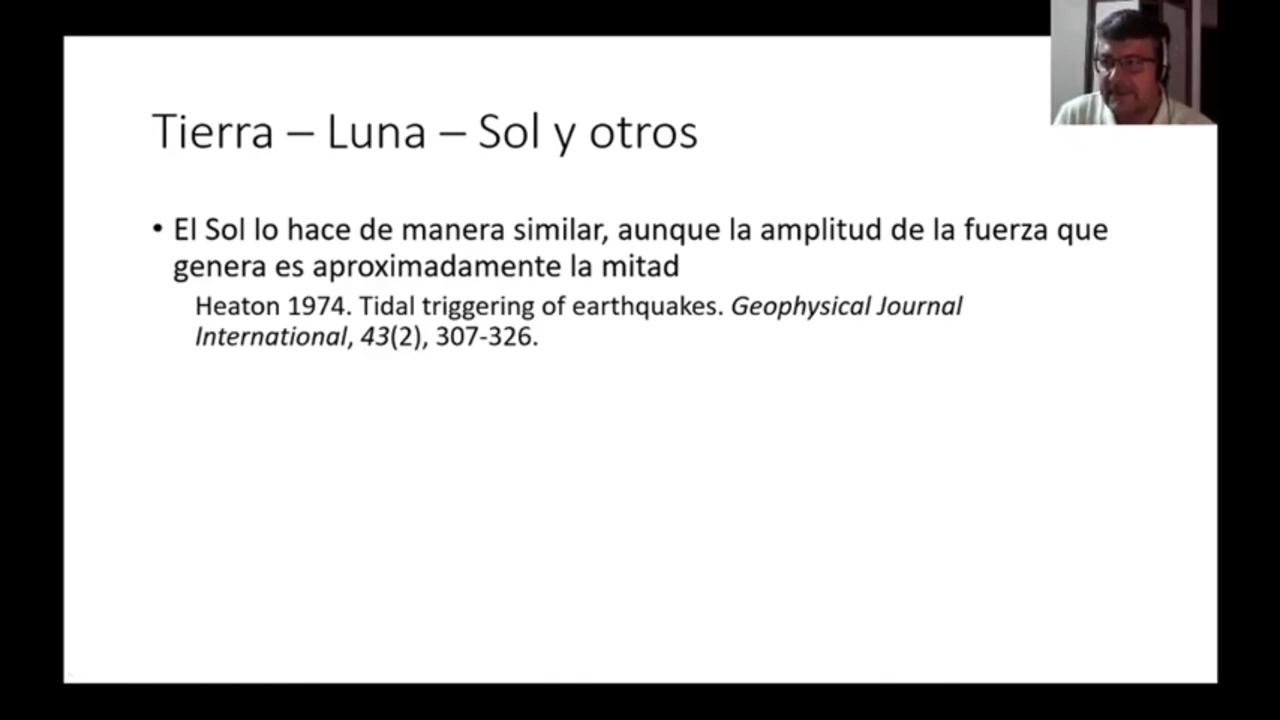 Tierra – Luna – Sol y otros
• El Sol lo hace de manera similar, aunque la amplitud de la fuerza que
genera es aproximadamente la mitad
Heaton 1974. Tidal triggering of earthquakes. Geophysical Journal
International, 43(2), 307-326.